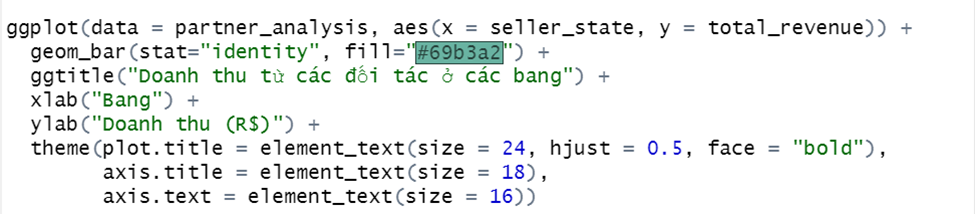 ggplot(data = partner_analysis, aes(x = seller_state, y = total_revenue)) +
  geom_bar(stat="identity", fill="#69b3a2") +
  ggtitle("Doanh thu từ các đối tác ở các bang") +
  xlab("Bang") +
  ylab("Doanh thu (R$)") +
  theme(plot.title = element_text(size = 24, hjust = 0.5, face = "bold"),
        axis.title = element_text(size = 18),
        axis.text = element_text(size = 16))